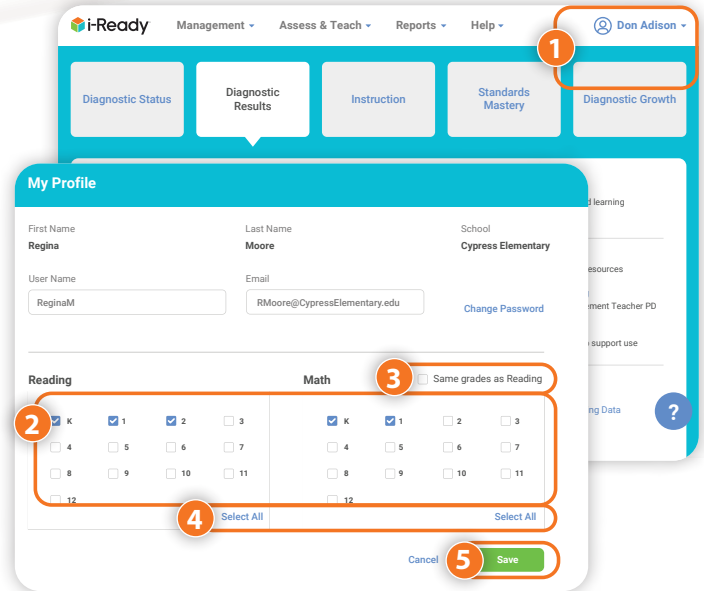 i-Ready Management Assess & Teach Reports Help Don Adison
1
Diagnostic Status
Diagnostic
Results
Instruction
Standards
Mastery
Diagnostic Growth
My Profile
learning
First Name Last Name School
Regina Moore Cypress Elementary
esources
User Name Email
ement Teacher PD
ReginaM RMoore@CypressElementary.edu Change Password
support use
Reading Math 3 Same grades as Reading
ng Data ?
2
K 1 2 3 K 1 2 3
4 5 6 7 4 5 6 7
8 9 10 11 8 9 10 11
12 12
4 Select All Select All
Cancel 5 Save